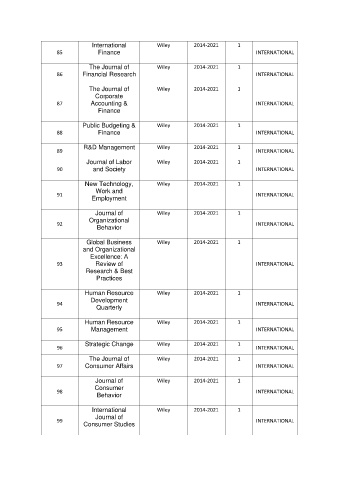 85 International Finance Wiley 2014-2021 1 INTERNATIONAL
86 The Journal of Financial Research Wiley 2014-2021 1 INTERNATIONAL
87 The Journal of Corporate Accounting & Finance Wiley 2014-2021 1 INTERNATIONAL
88 Public Budgeting & Finance Wiley 2014-2021 1 INTERNATIONAL
89 R&D Management Wiley 2014-2021 1 INTERNATIONAL
90 Journal of Labor and Society Wiley 2014-2021 1 INTERNATIONAL
91 New Technology, Work and Employment Wiley 2014-2021 1 INTERNATIONAL
92 Journal of Organizational Behavior Wiley 2014-2021 1 INTERNATIONAL
93 Global Business and Organizational Excellence: A Review of Research & Best Practices Wiley 2014-2021 1 INTERNATIONAL
94 Human Resource Development Quarterly Wiley 2014-2021 1 INTERNATIONAL
95 Human Resource Management Wiley 2014-2021 1 INTERNATIONAL
96 Strategic Change Wiley 2014-2021 1 INTERNATIONAL
97 The Journal of Consumer Affairs Wiley 2014-2021 1 INTERNATIONAL
98 Journal of Consumer Behavior Wiley 2014-2021 1 INTERNATIONAL
99 International Journal of Consumer Studies Wiley 2014-2021 1 INTERNATIONAL